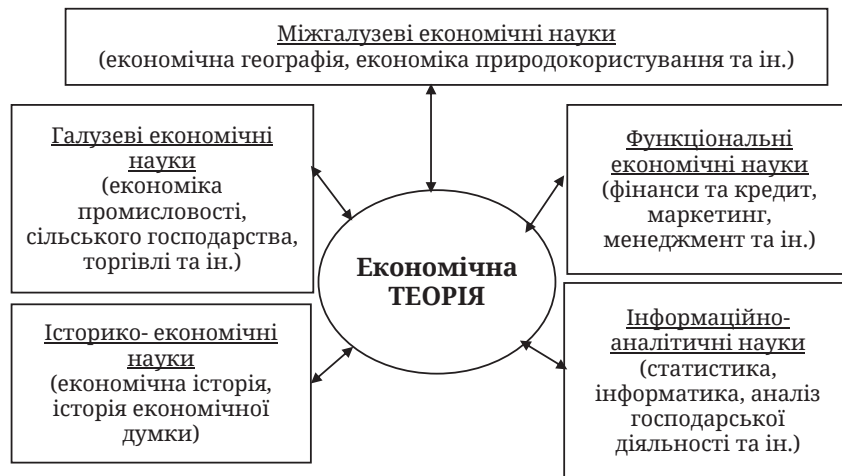 Міжгалузеві економічні науки
(економічна географія, економіка природокористування та ін.)
Галузеві економічні
науки
(економіка
промисловості,
сільського господарства,
торгівлі та ін.)
Функціональні
економічні науки
(фінанси та кредит,
маркетинг,
менеджмент та ін.)
Економічна
ТЕОРІЯ
Історико- економічні
науки
(економічна історія,
історія економічної
думки)
Інформаційно-
аналітичні науки
(статистика,
інформатика, аналіз
господарської
діяльності та ін.)